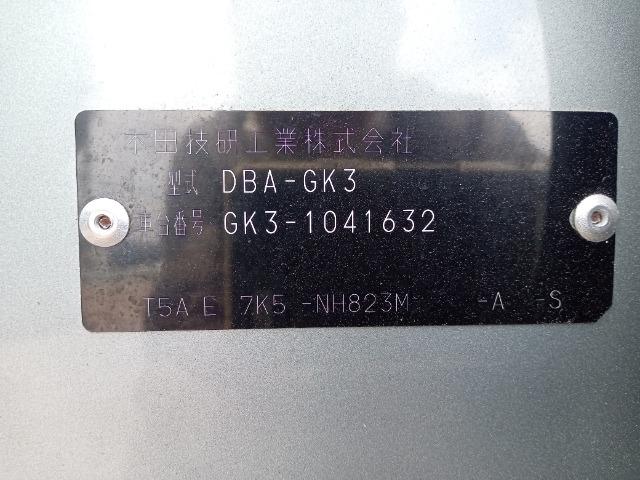 本田技研工業株式会社
型式 DBA-GK3
車台番号 GK3-1041632
T5A E 7K5 -NH823M -A -S